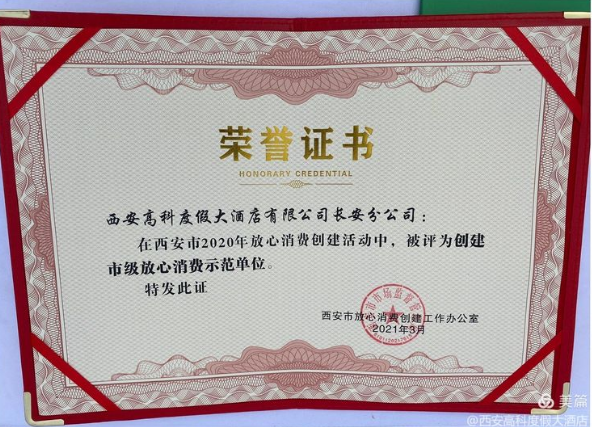 荣誉证书
HONORARY CREDENTIAL
西安高科度假大酒店有限公司长安分公司：
在西安市2020年放心消费创建活动中，被评为创建
市级放心消费示范单位。
特发此证
西安市放心消费创建工作办公室
2021年3月
美篇
@西安高科度假大酒店